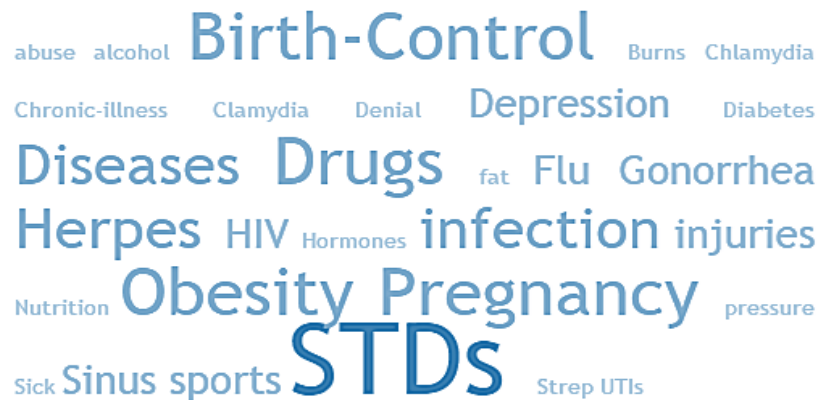 abuse alcohol Birth-Control Burns Chlamydia
Chronic-illness Clamydia Denial Depression Diabetes
Diseases Drugs fat Flu Gonorrhea
Herpes HIV Hormones infection injuries
Nutrition Obesity Pregnancy pressure
Sick Sinus sports STDs Strep UTIs